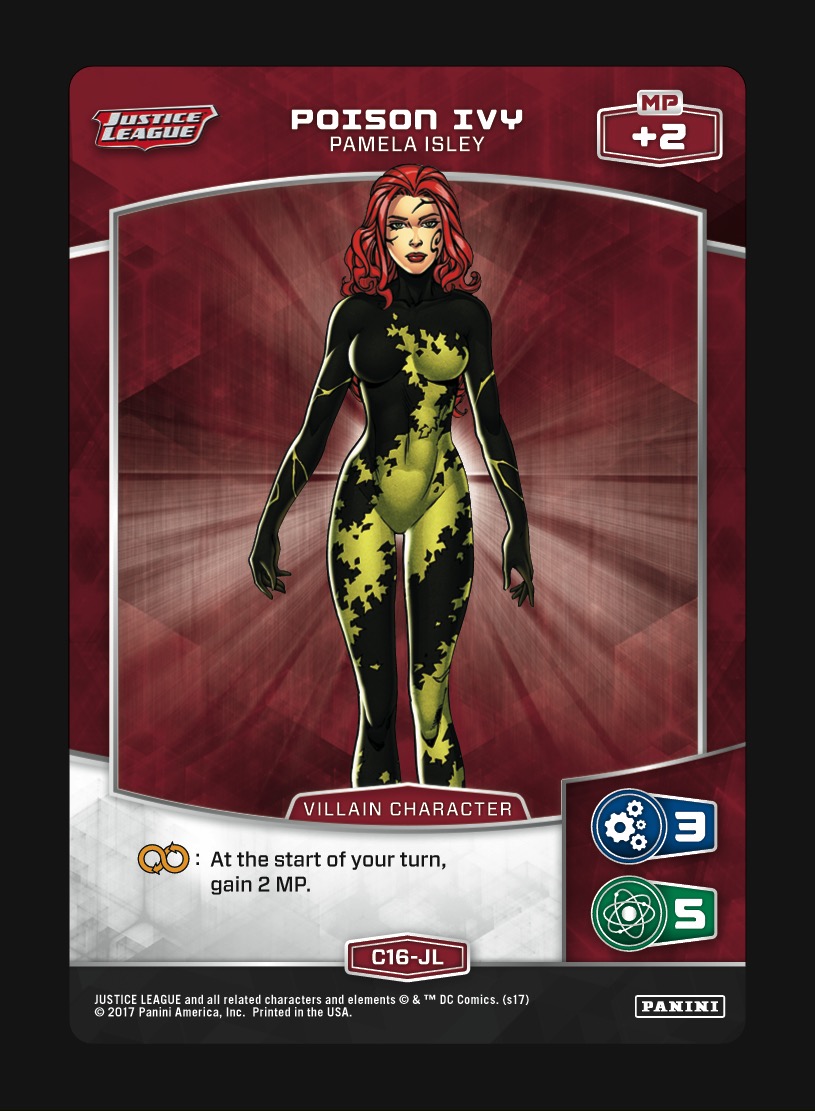 JUSTICE
LEAGUE
POISON IVY
PAMELA ISLEY
MP
+2
VILLAIN CHARACTER
: At the start of your turn,
gain 2 MP.
3
5
C16-JL
JUSTICE LEAGUE and all related characters and elements © & ™ DC Comics. (s17)
© 2017 Panini America, Inc. Printed in the USA.
PANINI